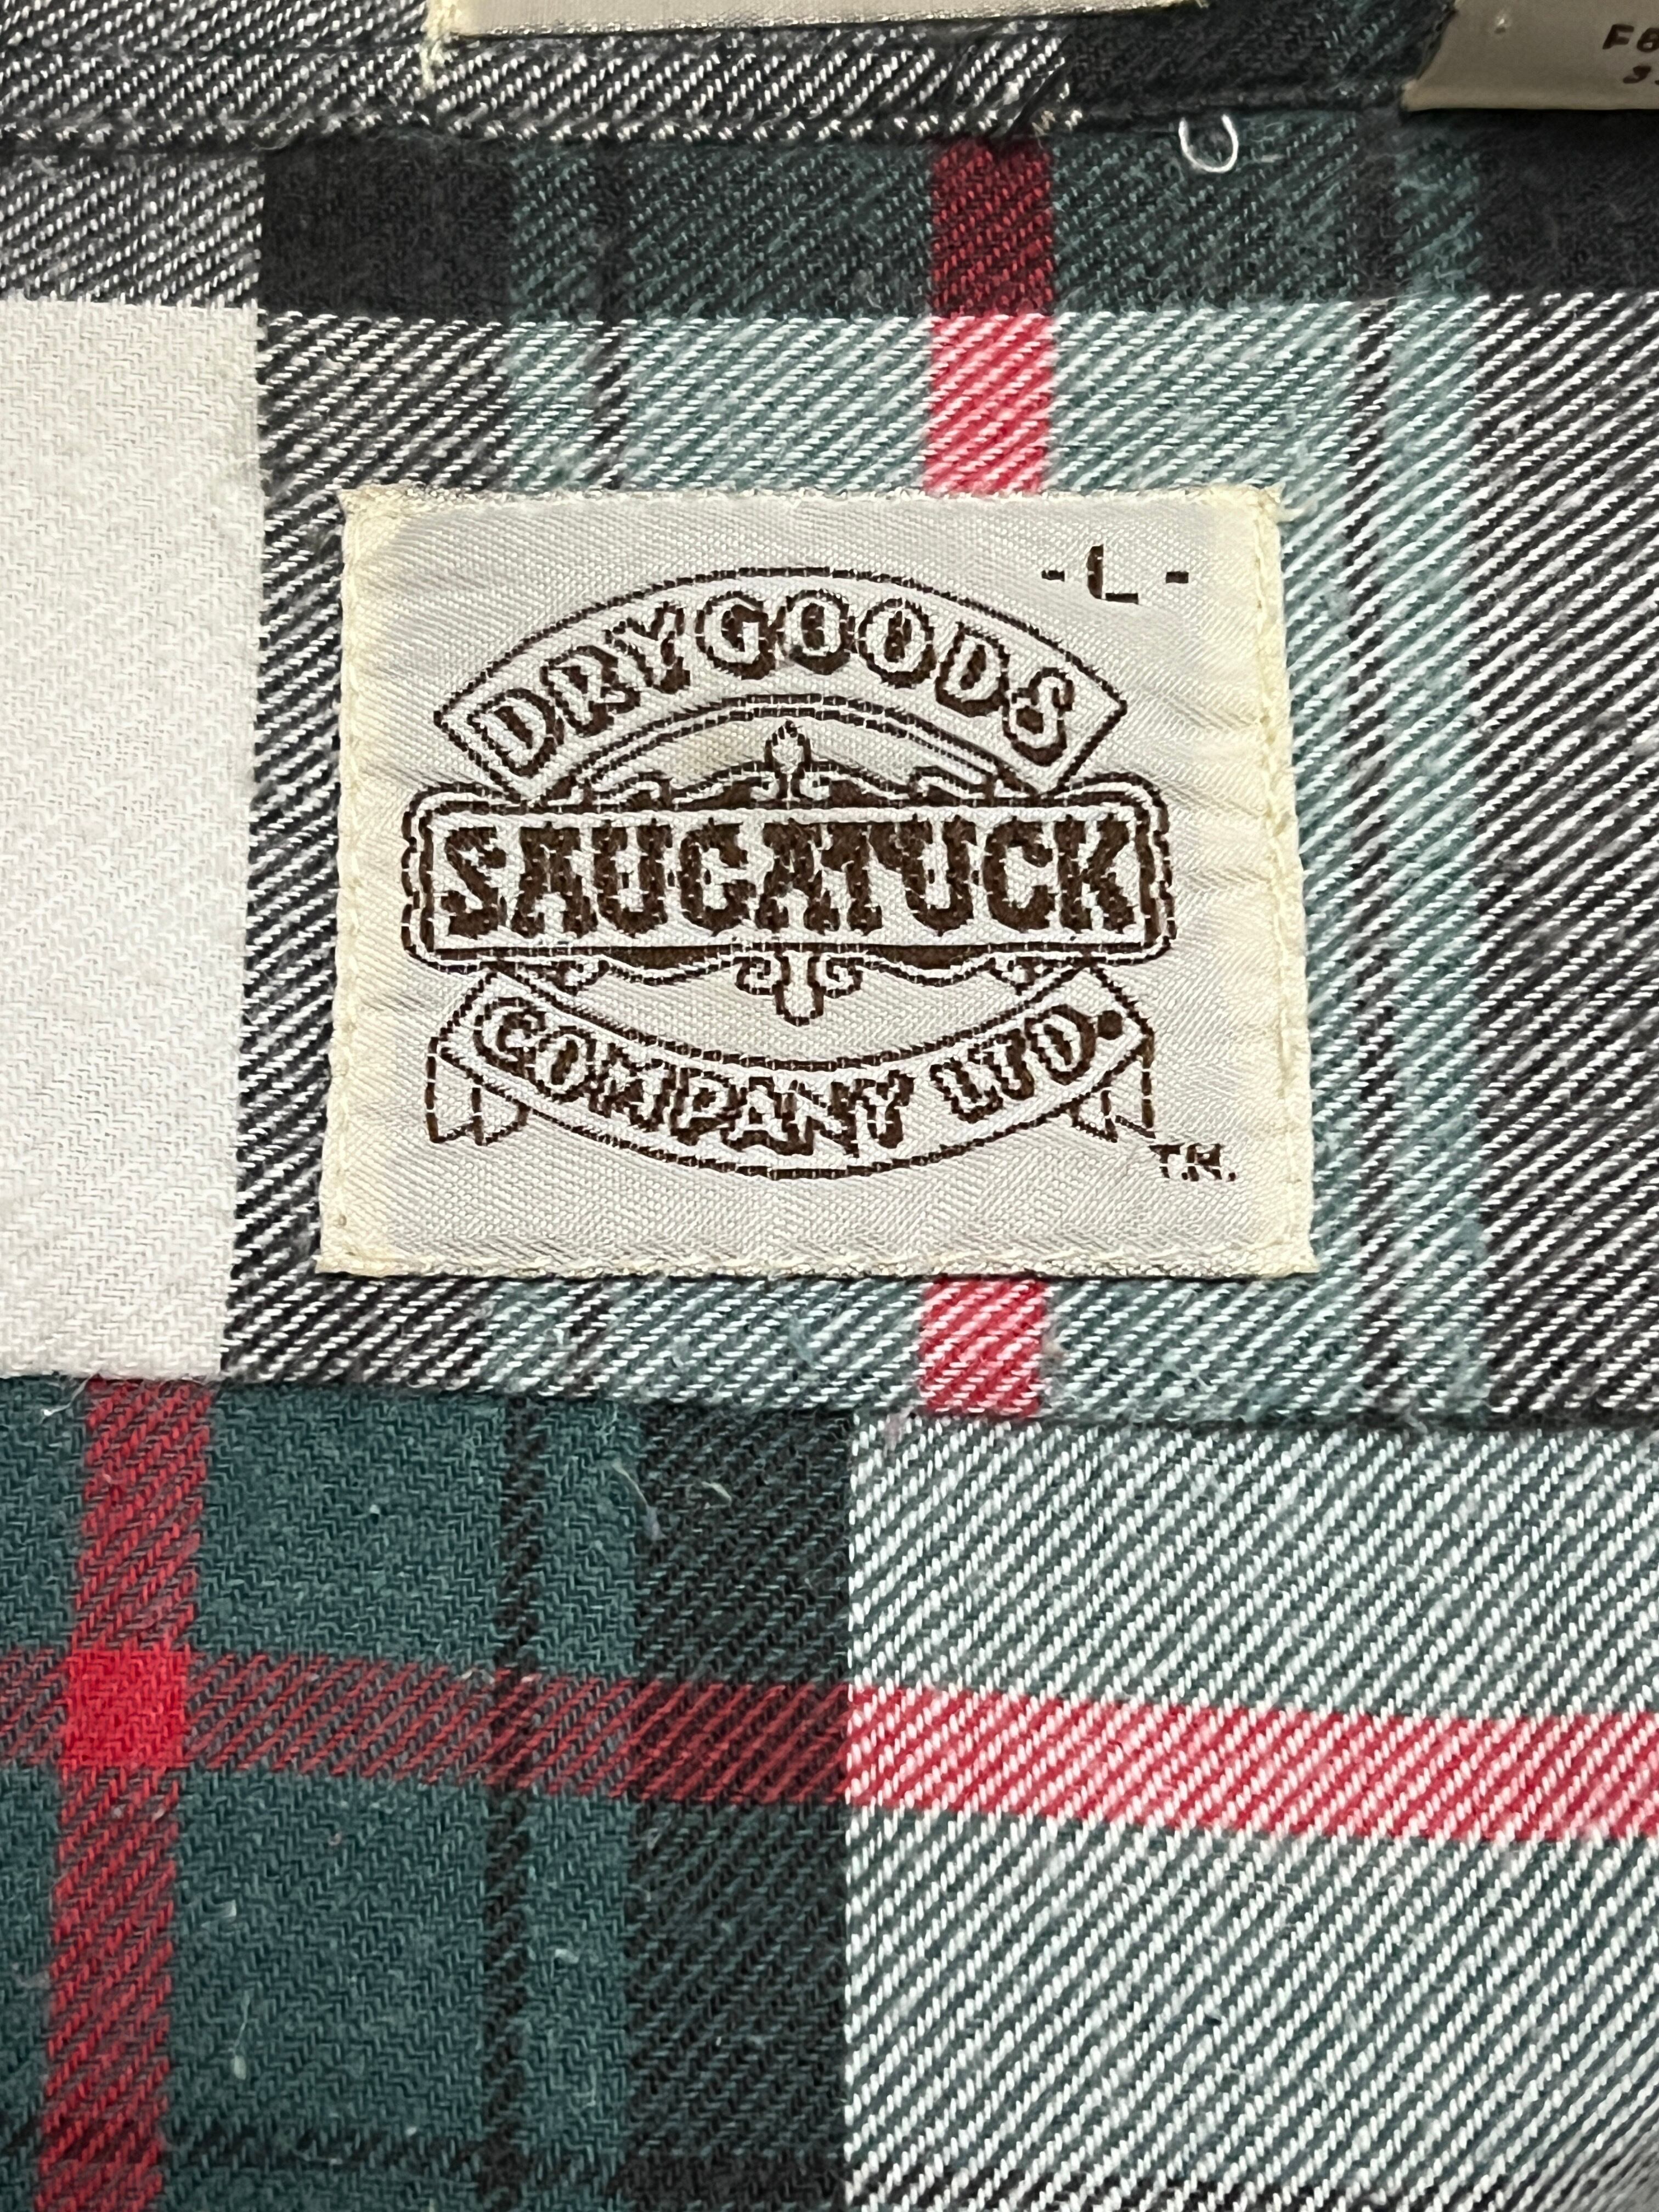 - L -
DRY GOODS
SAUGATUCK
COMPANY LTD.
T.M.